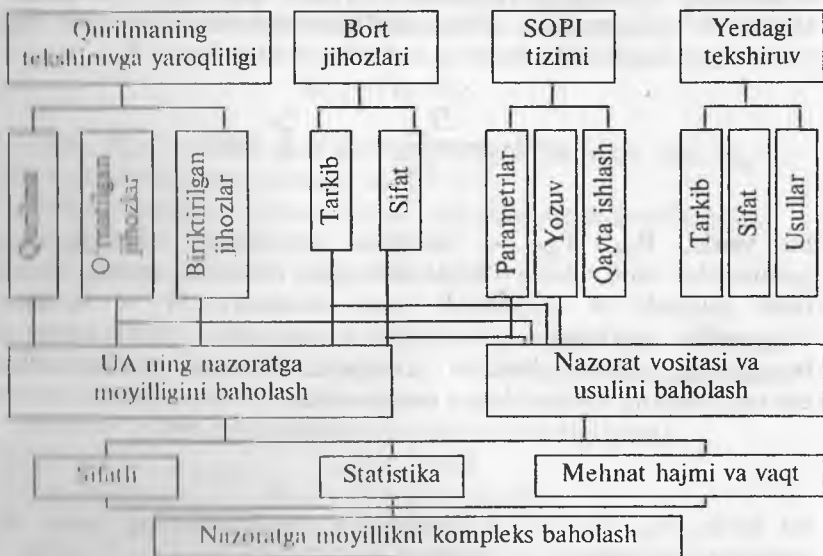 Qurilmaning
tekshiruvga yaroqliligi
Bort
jihozlari
SOPI
tizimi
Yerdagi
tekshiruv
Qurilma
O'rnatilgan
jihozlar
Biriktirilgan
jihozlar
Tarkib
Sifat
Parametrlar
Yozuv
Qayta ishlash
Tarkib
Sifat
Usullar
UA ning nazoratga
moyilligini baholash
Nazorat vositasi va
usulini baholash
Sifatli
Statistika
Mehnat hajmi va vaqt
Nazoratga moyillikni kompleks baholash